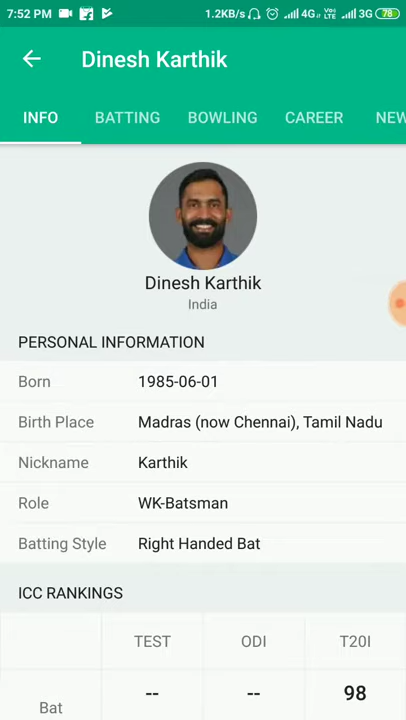 7:52 PM 1.2KB/s 4G VoLTE 3G 78
Dinesh Karthik
INFO BATTING BOWLING CAREER NEW
Dinesh Karthik
India
PERSONAL INFORMATION
Born 1985-06-01
Birth Place Madras (now Chennai), Tamil Nadu
Nickname Karthik
Role WK-Batsman
Batting Style Right Handed Bat
ICC RANKINGS
TEST ODI T20I
-- -- 98
Bat